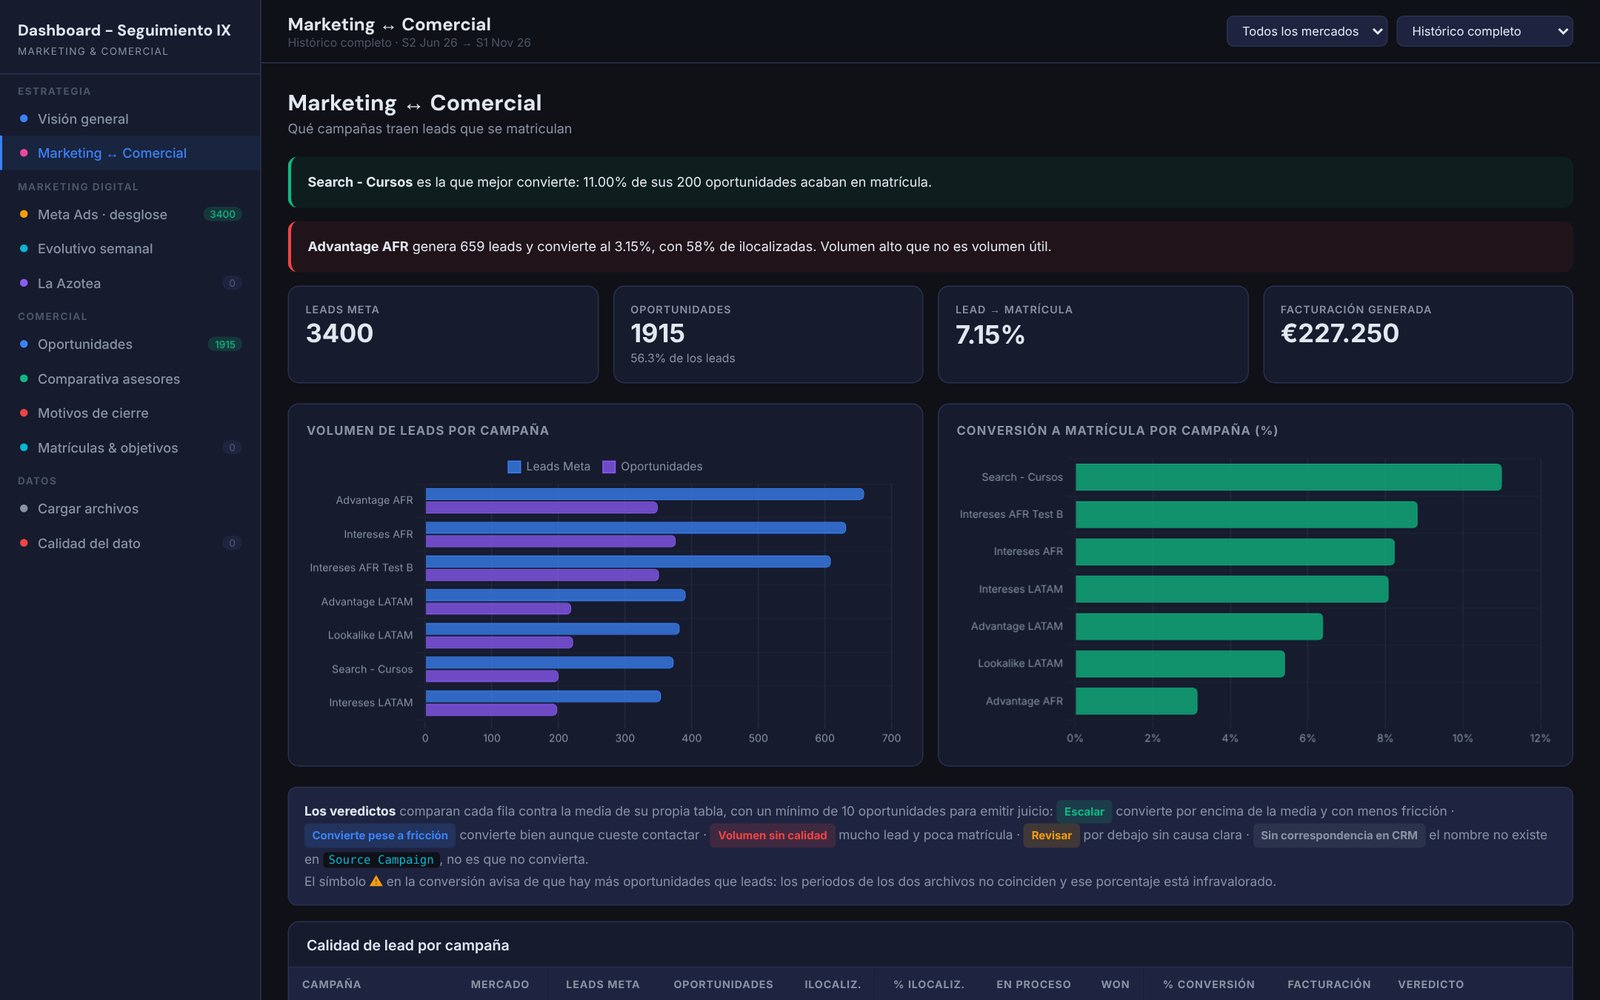 Dashboard - Seguimiento IX
MARKETING & COMERCIAL
ESTRATEGIA
Visión general
Marketing ↔ Comercial
MARKETING DIGITAL
Meta Ads · desglose 3400
Evolutivo semanal
La Azotea 0
COMERCIAL
Oportunidades 1915
Comparativa asesores
Motivos de cierre
Matrículas & objetivos 0
DATOS
Cargar archivos
Calidad del dato 0
Marketing ↔ Comercial
Histórico completo · S2 Jun 26 → S1 Nov 26
Todos los mercados
Histórico completo
Marketing ↔ Comercial
Qué campañas traen leads que se matriculan
Search - Cursos es la que mejor convierte: 11.00% de sus 200 oportunidades acaban en matrícula.
Advantage AFR genera 659 leads y convierte al 3.15%, con 58% de ilocalizadas. Volumen alto que no es volumen útil.
LEADS META
3400
OPORTUNIDADES
1915
56.3% de los leads
LEAD → MATRÍCULA
7.15%
FACTURACIÓN GENERADA
€227.250
VOLUMEN DE LEADS POR CAMPAÑA
Leads Meta Oportunidades
Advantage AFR
Intereses AFR
Intereses AFR Test B
Advantage LATAM
Lookalike LATAM
Search - Cursos
Intereses LATAM
0 100 200 300 400 500 600 700
CONVERSIÓN A MATRÍCULA POR CAMPAÑA (%)
Search - Cursos
Intereses AFR Test B
Intereses AFR
Intereses LATAM
Advantage LATAM
Lookalike LATAM
Advantage AFR
0% 2% 4% 6% 8% 10% 12%
Los veredictos comparan cada fila contra la media de su propia tabla, con un mínimo de 10 oportunidades para emitir juicio: Escalar convierte por encima de la media y con menos fricción ·
Convierte pese a fricción convierte bien aunque cueste contactar · Volumen sin calidad mucho lead y poca matrícula · Revisar por debajo sin causa clara · Sin correspondencia en CRM el nombre no existe
en Source Campaign, no es que no convierta.
El símbolo ⚠ en la conversión avisa de que hay más oportunidades que leads: los periodos de los dos archivos no coinciden y ese porcentaje está infravalorado.
Calidad de lead por campaña
CAMPAÑA MERCADO LEADS META OPORTUNIDADES ILOCALIZ. % ILOCALIZ. EN PROCESO WON % CONVERSIÓN FACTURACIÓN VEREDICTO